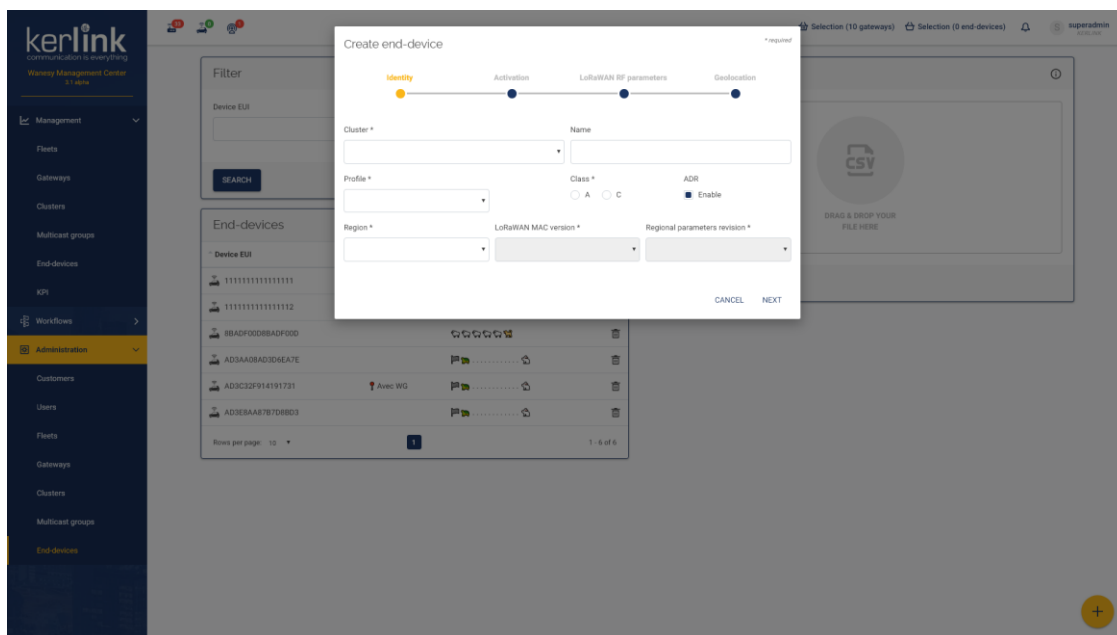 kerlink
communication is everything
Wanesy Management Center
Selection (10 gateways)
Selection (0 end-devices)
S
superadmin
KERLINK
Management
Fleets
Gateways
Clusters
Multicast groups
End-devices
KPI
Workflows
Administration
Customers
Users
Fleets
Gateways
Clusters
Multicast groups
End-devices
Filter
Device EUI
SEARCH
End-devices
Device EUI
1111111111111111
1111111111111112
8BADF00D8BADF00D
AD3AA08AD3D6EA7E
AD3C32F914191731 Avec WG
AD3E8AA87B7D8BD3
Rows per page: 10
1
1 - 6 of 6
Create end-device
* required
Identity Activation LoRaWAN RF parameters Geolocation
Cluster * Name
Profile * Class * ADR
A C Enable
Region * LoRaWAN MAC version * Regional parameters revision *
CANCEL NEXT
CSV
DRAG & DROP YOUR
FILE HERE